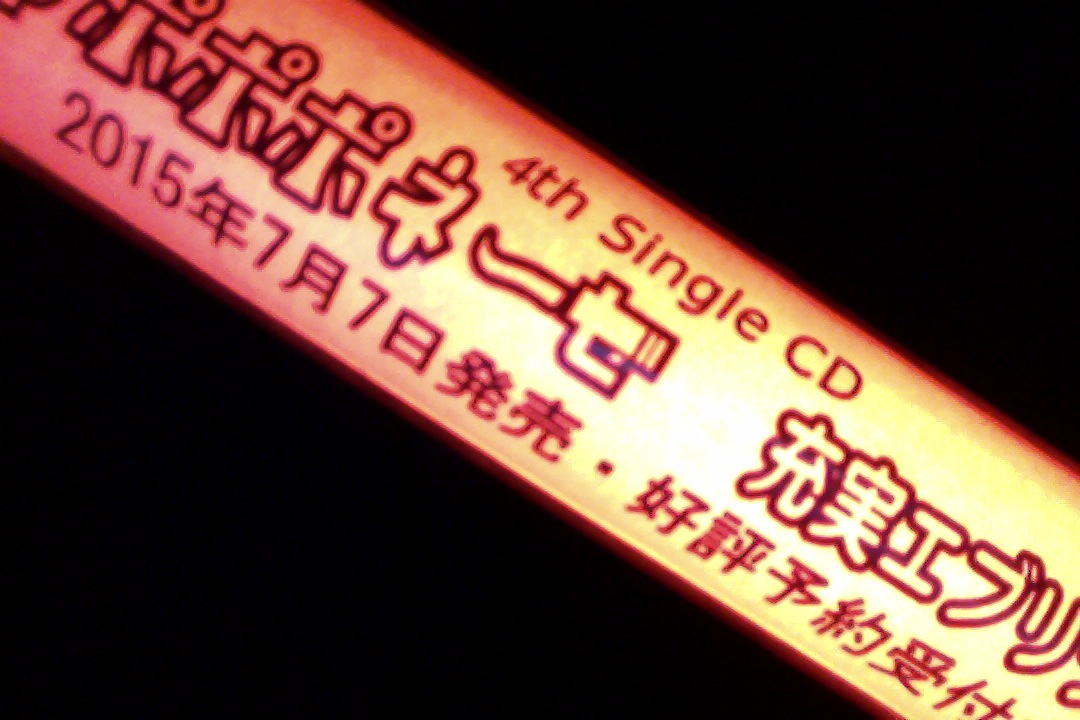 ポポポネーゼ
4th Single CD
充実エブリ
2015年7月7日発売・好評予約受付